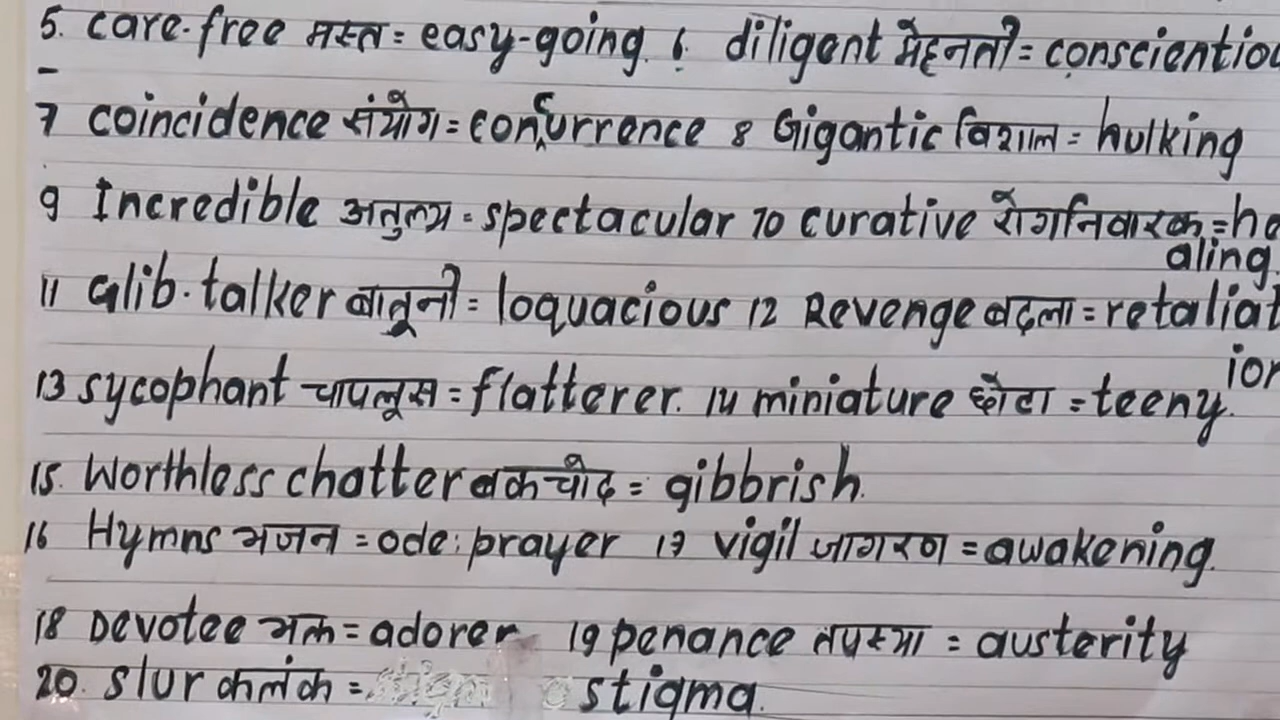 5. care-free मस्त = easy-going. 6. diligent मेहनती = conscientiou
7 coincidence संयोग = concurrence 8 Gigantic विशाल = hulking
9 Incredible अतुल्य = spectacular 10 curative रोगनिवारक = he
aling.
11 Glib-talker बातूनी = loquacious 12 Revenge बदला = retaliat
ion
13 sycophant चापलूस = flatterer. 14 miniature छोटा = teeny.
15. Worthless chatter बकचोद = gibbrish.
16 Hymns भजन = ode: prayer 17 vigil जागरण = awakening.
18 Devotee भक्त = adorer 19 penance तपस्या = austerity
20. Slur कलंक = stigma.